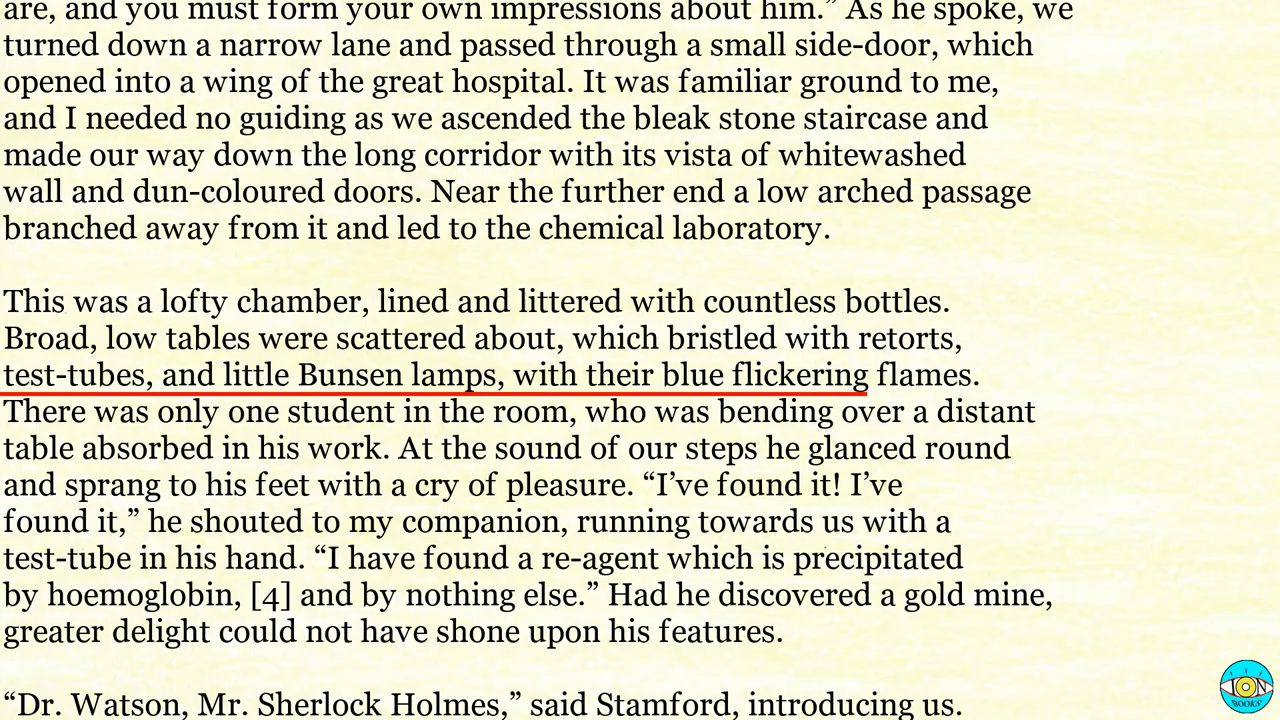 are, and you must form your own impressions about him.” As he spoke, we
turned down a narrow lane and passed through a small side-door, which
opened into a wing of the great hospital. It was familiar ground to me,
and I needed no guiding as we ascended the bleak stone staircase and
made our way down the long corridor with its vista of whitewashed
wall and dun-coloured doors. Near the further end a low arched passage
branched away from it and led to the chemical laboratory.
This was a lofty chamber, lined and littered with countless bottles.
Broad, low tables were scattered about, which bristled with retorts,
test-tubes, and little Bunsen lamps, with their blue flickering flames.
There was only one student in the room, who was bending over a distant
table absorbed in his work. At the sound of our steps he glanced round
and sprang to his feet with a cry of pleasure. “I’ve found it! I’ve
found it,” he shouted to my companion, running towards us with a
test-tube in his hand. “I have found a re-agent which is precipitated
by hoemoglobin, [4] and by nothing else.” Had he discovered a gold mine,
greater delight could not have shone upon his features.
“Dr. Watson, Mr. Sherlock Holmes,” said Stamford, introducing us.
ION
BOOKS